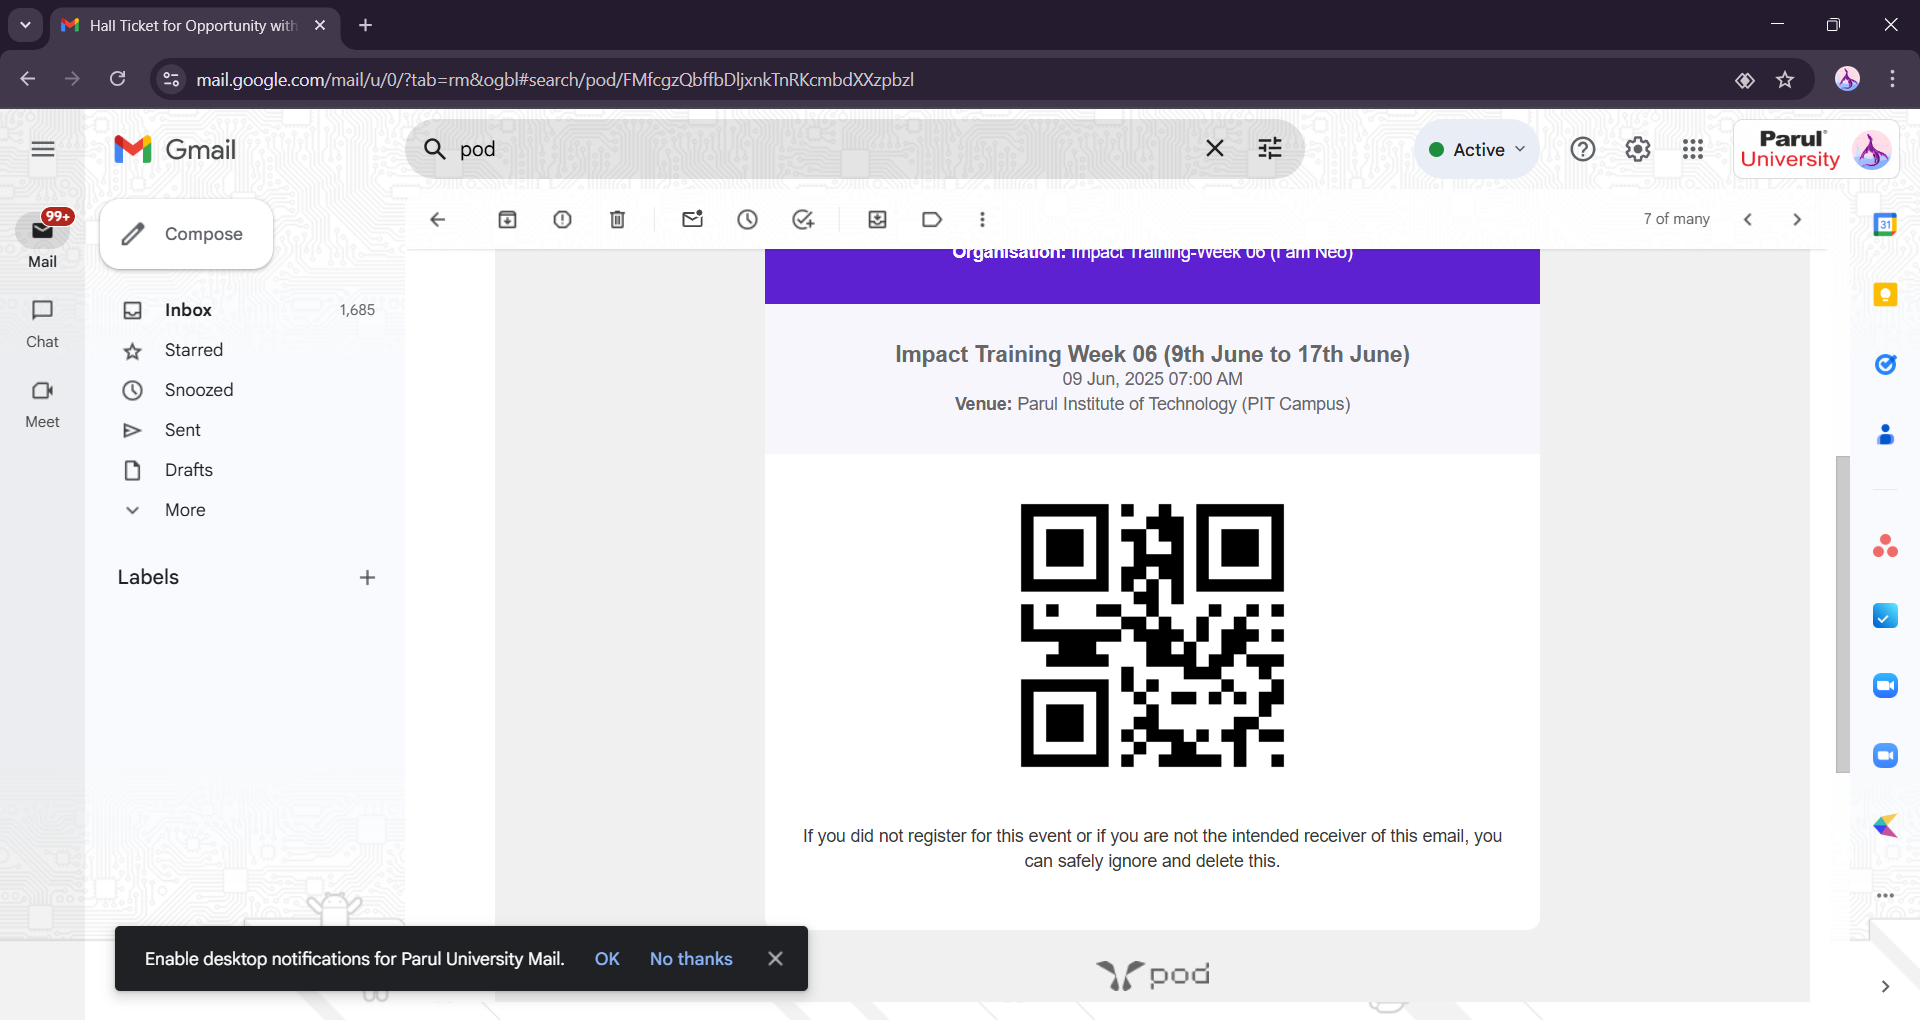 Hall Ticket for Opportunity with
mail.google.com/mail/u/0/?tab=rm&ogbl#search/pod/FMfcgzQbffbDljxnkTnRKcmbdXXzpbzl
Gmail
pod
Active
Parul
University
99+
Mail
Chat
Meet
Compose
Inbox 1,685
Starred
Snoozed
Sent
Drafts
More
Labels
7 of many
Organisation: Impact Training-Week 06 (I am Neo)
Impact Training Week 06 (9th June to 17th June)
09 Jun, 2025 07:00 AM
Venue: Parul Institute of Technology (PIT Campus)
If you did not register for this event or if you are not the intended receiver of this email, you
can safely ignore and delete this.
pod
Enable desktop notifications for Parul University Mail. OK No thanks
31